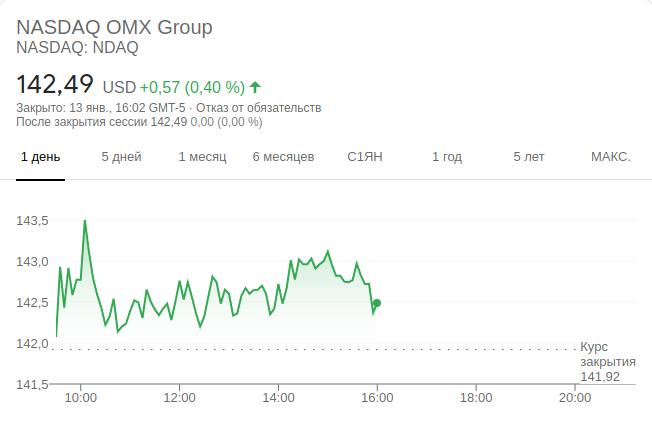 NASDAQ OMX Group
NASDAQ: NDAQ
142,49 USD +0,57 (0,40 %)
Закрыто: 13 янв., 16:02 GMT-5 · Отказ от обязательств
После закрытия сессии 142,49 0,00 (0,00 %)
1 день 5 дней 1 месяц 6 месяцев С1ЯН 1 год 5 лет МАКС.
143,5
143,0
142,5
142,0
Курс
закрытия
141,92
141,5
10:00 12:00 14:00 16:00 18:00 20:00